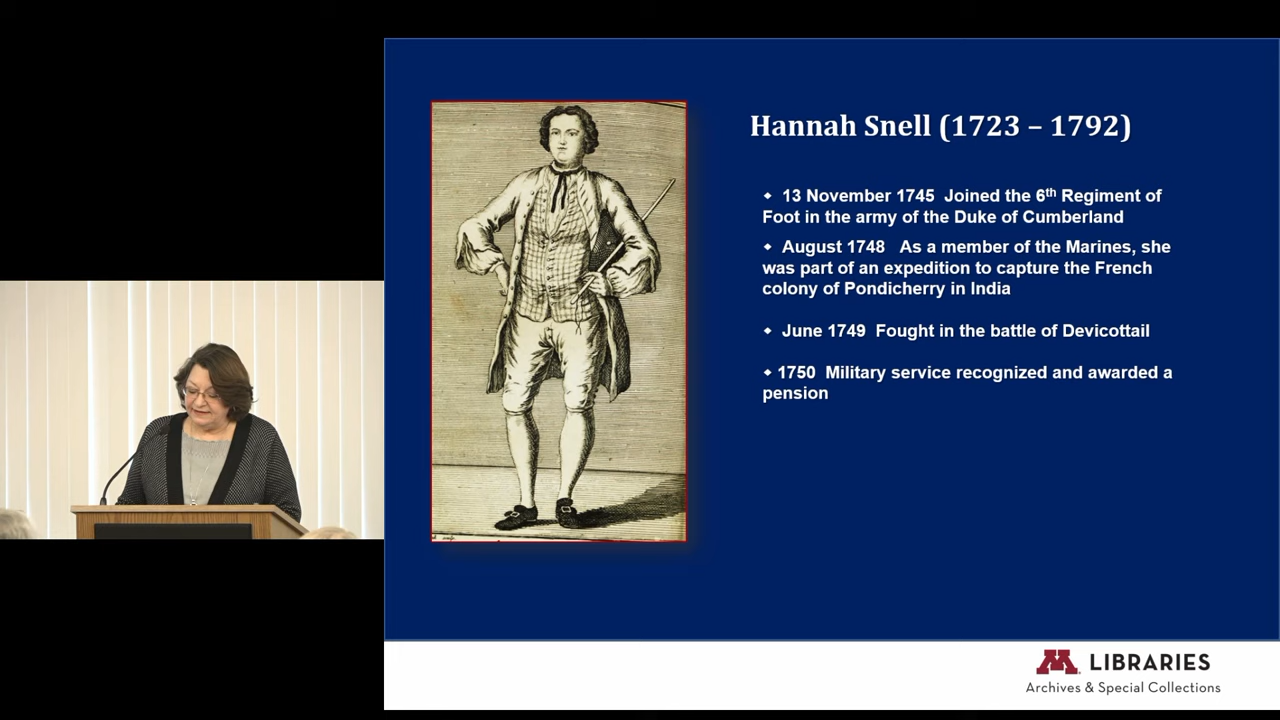 Hannah Snell (1723 – 1792)
❖ 13 November 1745 Joined the 6th Regiment of
Foot in the army of the Duke of Cumberland
❖ August 1748 As a member of the Marines, she
was part of an expedition to capture the French
colony of Pondicherry in India
❖ June 1749 Fought in the battle of Devicottail
❖ 1750 Military service recognized and awarded a
pension
M LIBRARIES
Archives & Special Collections